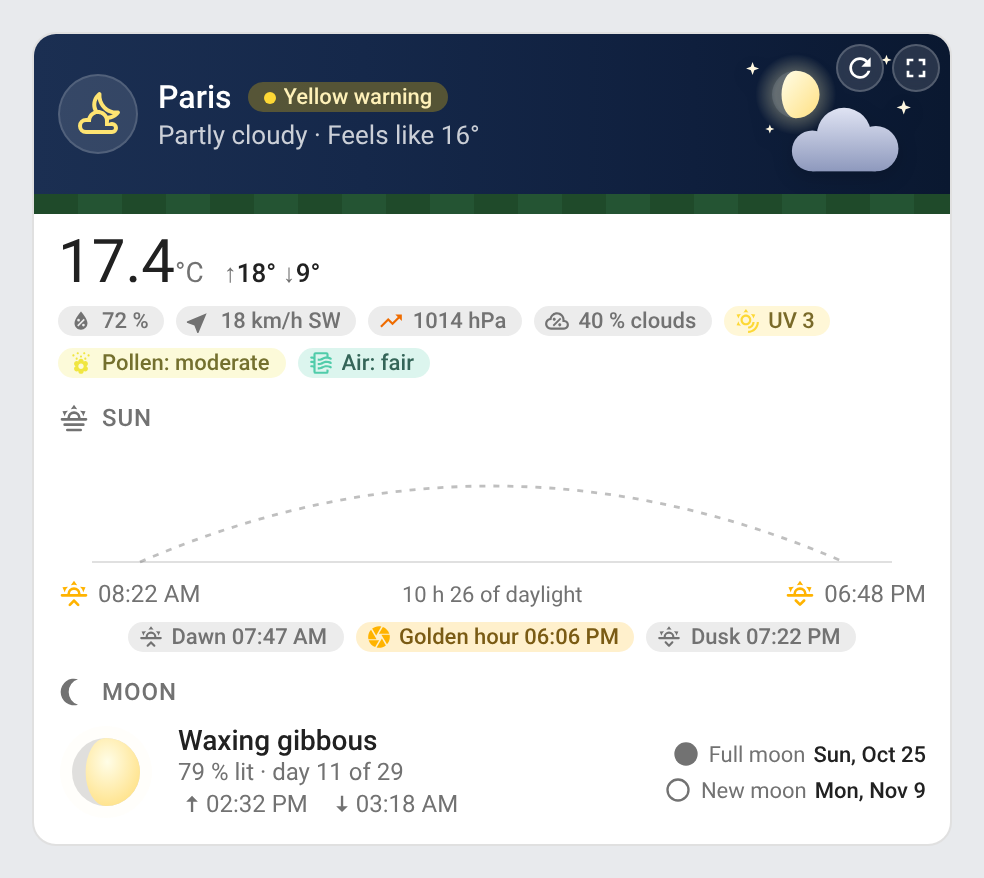 Paris Yellow warning
Partly cloudy · Feels like 16°
17.4°C ↑18° ↓9°
72 % 18 km/h SW 1014 hPa 40 % clouds UV 3
Pollen: moderate Air: fair
SUN
08:22 AM 10 h 26 of daylight 06:48 PM
Dawn 07:47 AM Golden hour 06:06 PM Dusk 07:22 PM
MOON
Waxing gibbous
79 % lit · day 11 of 29
↑ 02:32 PM ↓ 03:18 AM
Full moon Sun, Oct 25
New moon Mon, Nov 9